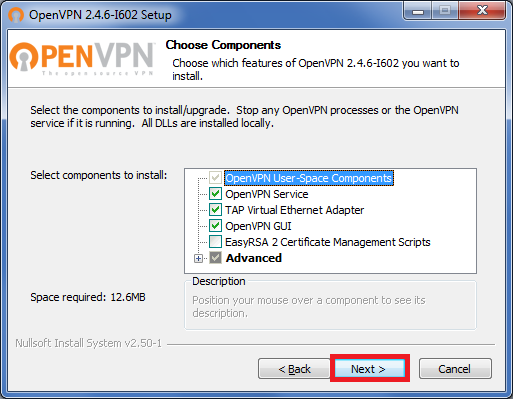 OpenVPN 2.4.6-I602 Setup
OPENVPN
The open source VPN
Choose Components
Choose which features of OpenVPN 2.4.6-I602 you want to
install.
Select the components to install/upgrade. Stop any OpenVPN processes or the OpenVPN
service if it is running. All DLLs are installed locally.
Select components to install:
OpenVPN User-Space Components
OpenVPN Service
TAP Virtual Ethernet Adapter
OpenVPN GUI
EasyRSA 2 Certificate Management Scripts
Advanced
Space required: 12.6MB
Description
Position your mouse over a component to see its
description.
Nullsoft Install System v2.50-1
< Back
Next >
Cancel